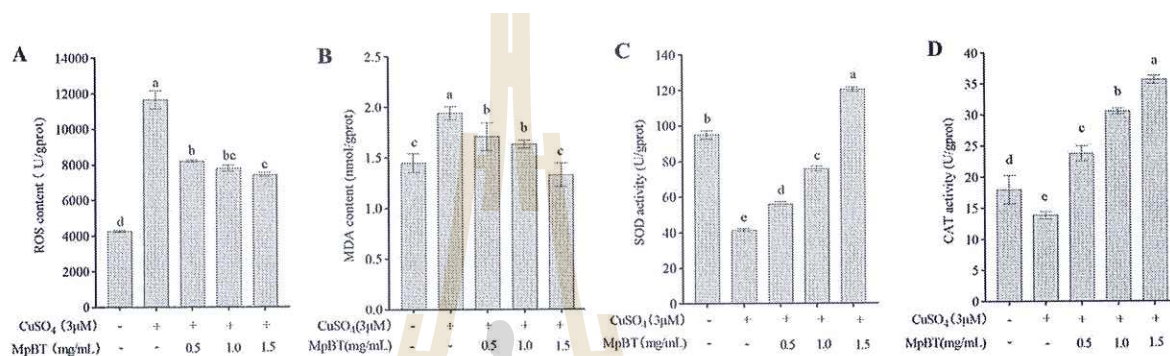 A
ROS content ( U/gprot)
14000
12000
10000
8000
6000
4000
2000
0
d
a
b
bc
c
CuSO4 (3μM) - + + + +
MpBT (mg/mL) - - 0.5 1.0 1.5
B
MDA content (nmol/gprot)
2.5
2.0
1.5
1.0
0.5
0.0
c
a
b
b
c
CuSO4(3μM) - + + + +
MpBT(mg/mL) - - 0.5 1.0 1.5
C
SOD activity (U/gprot)
140
120
100
80
60
40
20
0
b
e
d
c
a
CuSO4(3μM) - + + + +
MpBT(mg/mL) - - 0.5 1.0 1.5
D
CAT activity (U/gprot)
40
35
30
25
20
15
10
5
0
d
e
c
b
a
CuSO4 (3μM) - + + + +
MpBT(mg/mL) - - 0.5 1.0 1.5